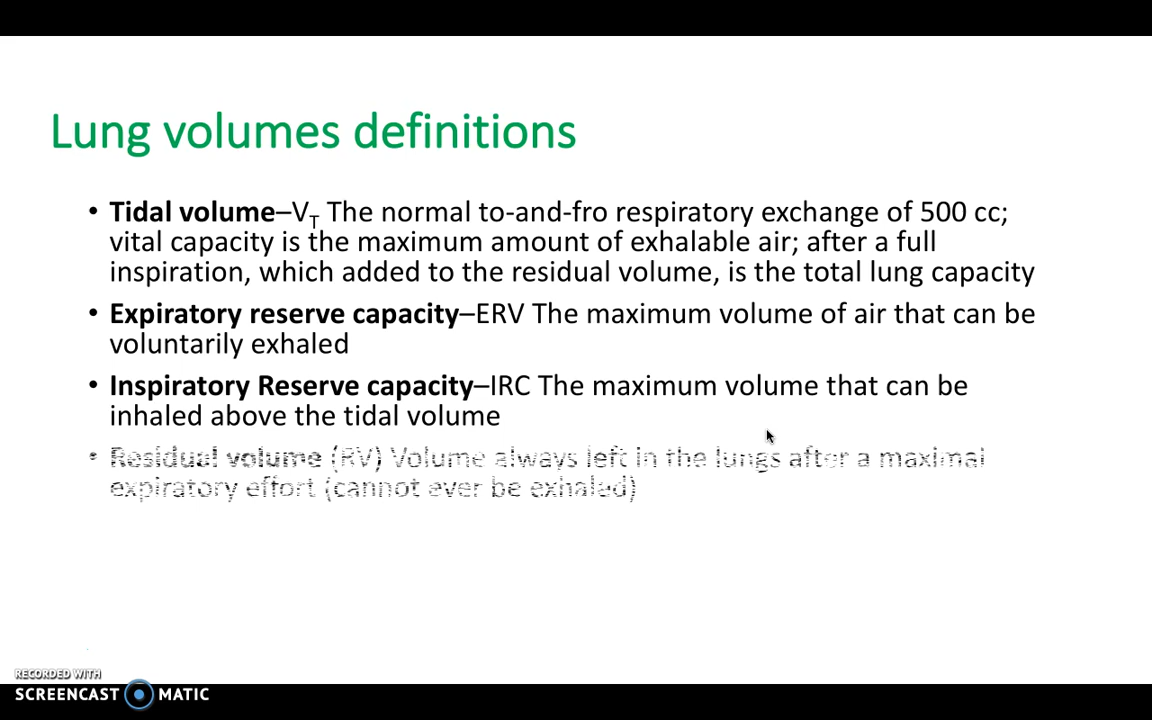 Lung volumes definitions
• Tidal volume–VT The normal to-and-fro respiratory exchange of 500 cc;
vital capacity is the maximum amount of exhalable air; after a full
inspiration, which added to the residual volume, is the total lung capacity
• Expiratory reserve capacity–ERV The maximum volume of air that can be
voluntarily exhaled
• Inspiratory Reserve capacity–IRC The maximum volume that can be
inhaled above the tidal volume
• Residual volume (RV) Volume always left in the lungs after a maximal
expiratory effort (cannot ever be exhaled)
RECORDED WITH
SCREENCAST MATIC